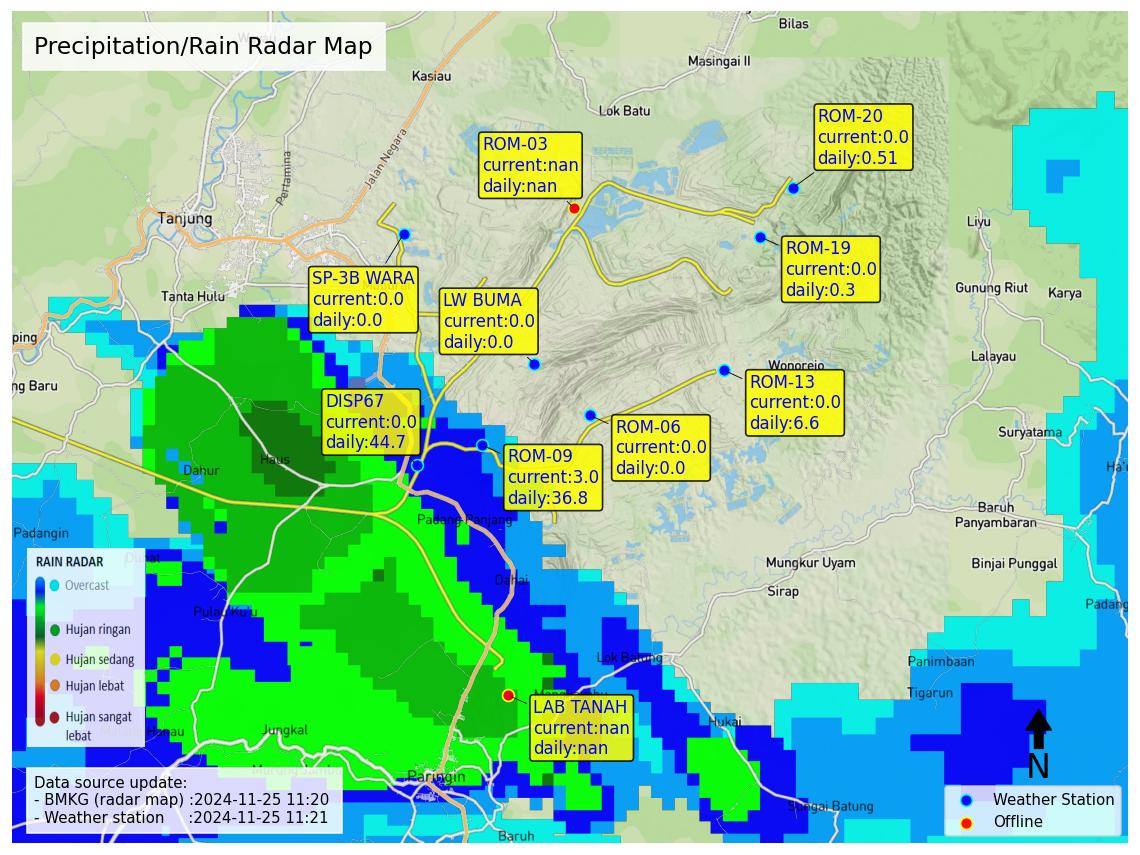 Precipitation/Rain Radar Map
Bilas
Masingai II
Kasiau
Lok Batu
Jalan Negara
Pertamina
ROM-20
current:0.0
daily:0.51
ROM-03
current:nan
daily:nan
Tanjung
Liyu
ROM-19
current:0.0
daily:0.3
SP-3B WARA
current:0.0
daily:0.0
Tanta Hulu
LW BUMA
current:0.0
daily:0.0
Gunung Riut
Karya
ping
Lalayau
Wonorejo
ng Baru
ROM-13
current:0.0
daily:6.6
DISP67
current:0.0
daily:44.7
ROM-06
current:0.0
daily:0.0
Suryatama
Haus
Dahur
ROM-09
current:3.0
daily:36.8
Baruh
Panyambaran
Padang Panjang
Padangin
Binjai Punggal
Mungkur Uyam
Sirap
Dahai
RAIN RADAR
Overcast
Hujan ringan
Hujan sedang
Hujan lebat
Hujan sangat
lebat
Padang
Lok Batung
Panimbaan
Tigarun
LAB TANAH
current:nan
daily:nan
Hukai
Jungkal
Paringin
N
Data source update:
- BMKG (radar map) :2024-11-25 11:20
- Weather station :2024-11-25 11:21
Sungai Batung
Baruh
Weather Station
Offline